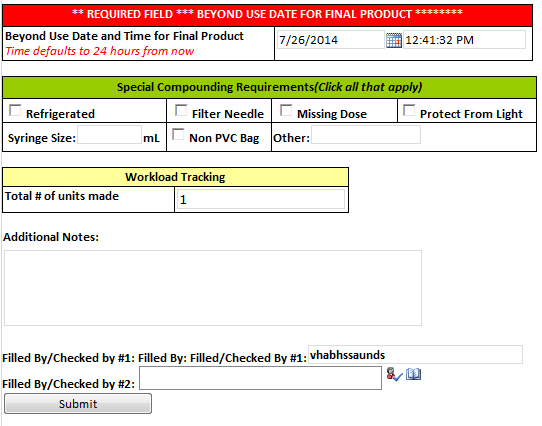 ** REQUIRED FIELD *** BEYOND USE DATE FOR FINAL PRODUCT ********
Beyond Use Date and Time for Final Product
Time defaults to 24 hours from now
7/26/2014 12:41:32 PM
Special Compounding Requirements(Click all that apply)
Refrigerated Filter Needle Missing Dose Protect From Light
Syringe Size: mL Non PVC Bag Other:
Workload Tracking
Total # of units made 1
Additional Notes:
Filled By/Checked by #1: Filled By: Filled/Checked By #1: vhabhssaunds
Filled By/Checked by #2:
Submit